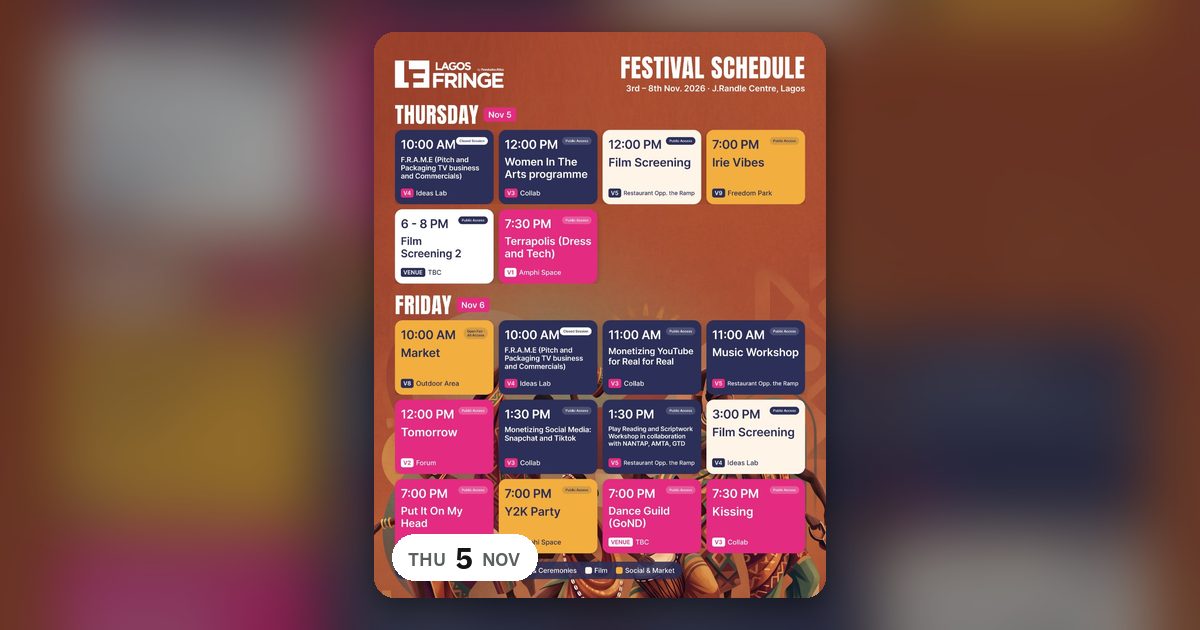 LAGOS
FRINGE
FESTIVAL SCHEDULE
3rd – 8th Nov. 2026 · J.Randle Centre, Lagos
THURSDAY Nov 5
10:00 AM Closed Session
F.R.A.M.E (Pitch and
Packaging TV business
and Commercials)
V4 Ideas Lab
12:00 PM Public Access
Women In The
Arts programme
V3 Collab
12:00 PM Public Access
Film Screening
V5 Restaurant Opp. the Ramp
7:00 PM Public Access
Irie Vibes
V9 Freedom Park
6 - 8 PM Public Access
Film
Screening 2
VENUE TBC
7:30 PM Public Access
Terrapolis (Dress
and Tech)
V1 Amphi Space
FRIDAY Nov 6
10:00 AM Open For
All Access
Market
V8 Outdoor Area
10:00 AM Closed Session
F.R.A.M.E (Pitch and
Packaging TV business
and Commercials)
V4 Ideas Lab
11:00 AM Public Access
Monetizing YouTube
for Real for Real
V3 Collab
11:00 AM Public Access
Music Workshop
V5 Restaurant Opp. the Ramp
12:00 PM Public Access
Tomorrow
V2 Forum
1:30 PM Public Access
Monetizing Social Media:
Snapchat and Tiktok
V3 Collab
1:30 PM Public Access
Play Reading and Scriptwork
Workshop in collaboration
with NANTAP, AMTA, GTD
V5 Restaurant Opp. the Ramp
3:00 PM Public Access
Film Screening
V4 Ideas Lab
7:00 PM Public Access
Put It On My
Head
7:00 PM Public Access
Y2K Party
Space
7:00 PM Public Access
Dance Guild
(GoND)
VENUE TBC
7:30 PM Public Access
Kissing
V3 Collab
Ceremonies Film Social & Market
THU 5 NOV